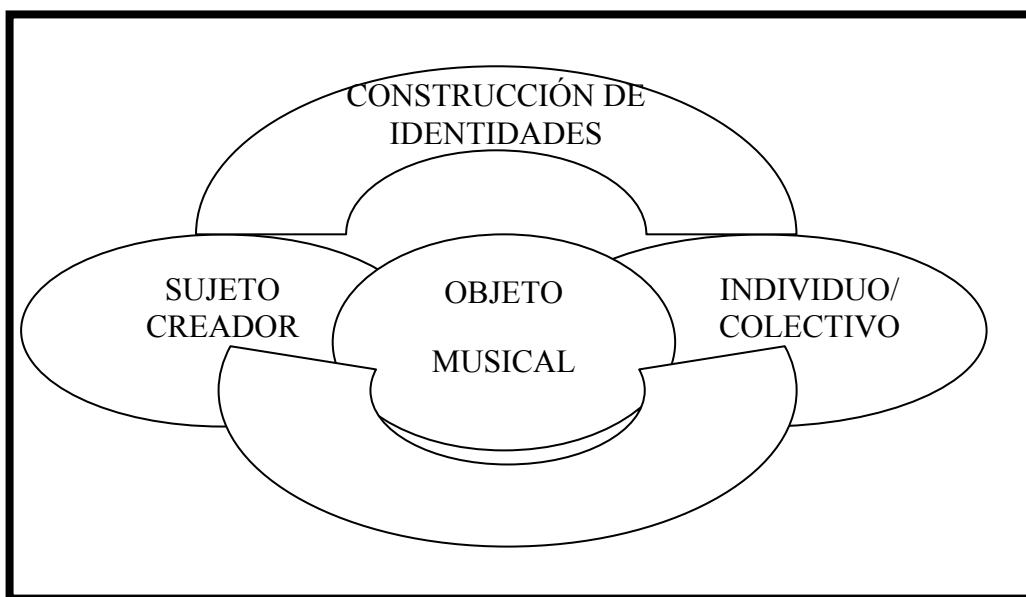 CONSTRUCCIÓN DE
IDENTIDADES
SUJETO
CREADOR
OBJETO
MUSICAL
INDIVIDUO/
COLECTIVO